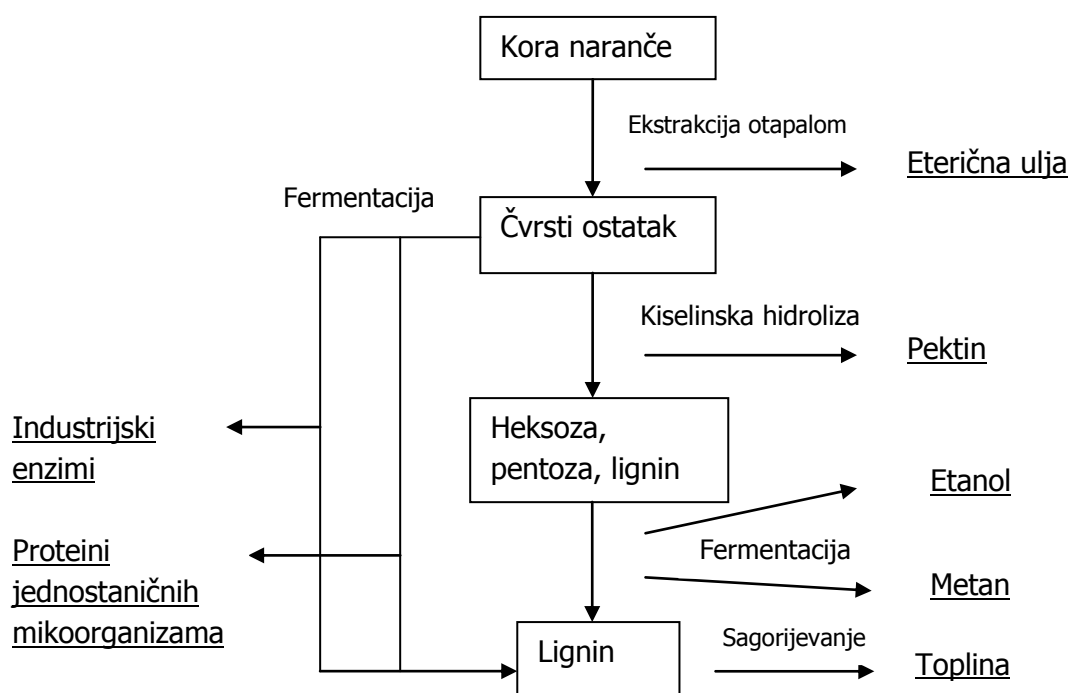 Kora naranče
Ekstrakcija otapalom
Eterična ulja
Fermentacija
Čvrsti ostatak
Kiselinska hidroliza
Pektin
Industrijski
enzimi
Heksoza,
pentoza, lignin
Etanol
Fermentacija
Metan
Proteini
jednostaničnih
mikoorganizama
Lignin
Sagorijevanje
Toplina